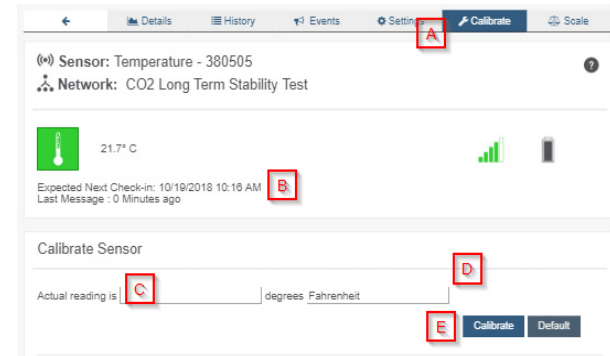 Details History Events Settings Calibrate Scale
A
Sensor: Temperature - 380505
?
Network: CO2 Long Term Stability Test
21.7° C
Expected Next Check-in: 10/19/2018 10:16 AM
B
Last Message : 0 Minutes ago
Calibrate Sensor
D
Actual reading is C degrees Fahrenheit
E Calibrate Default